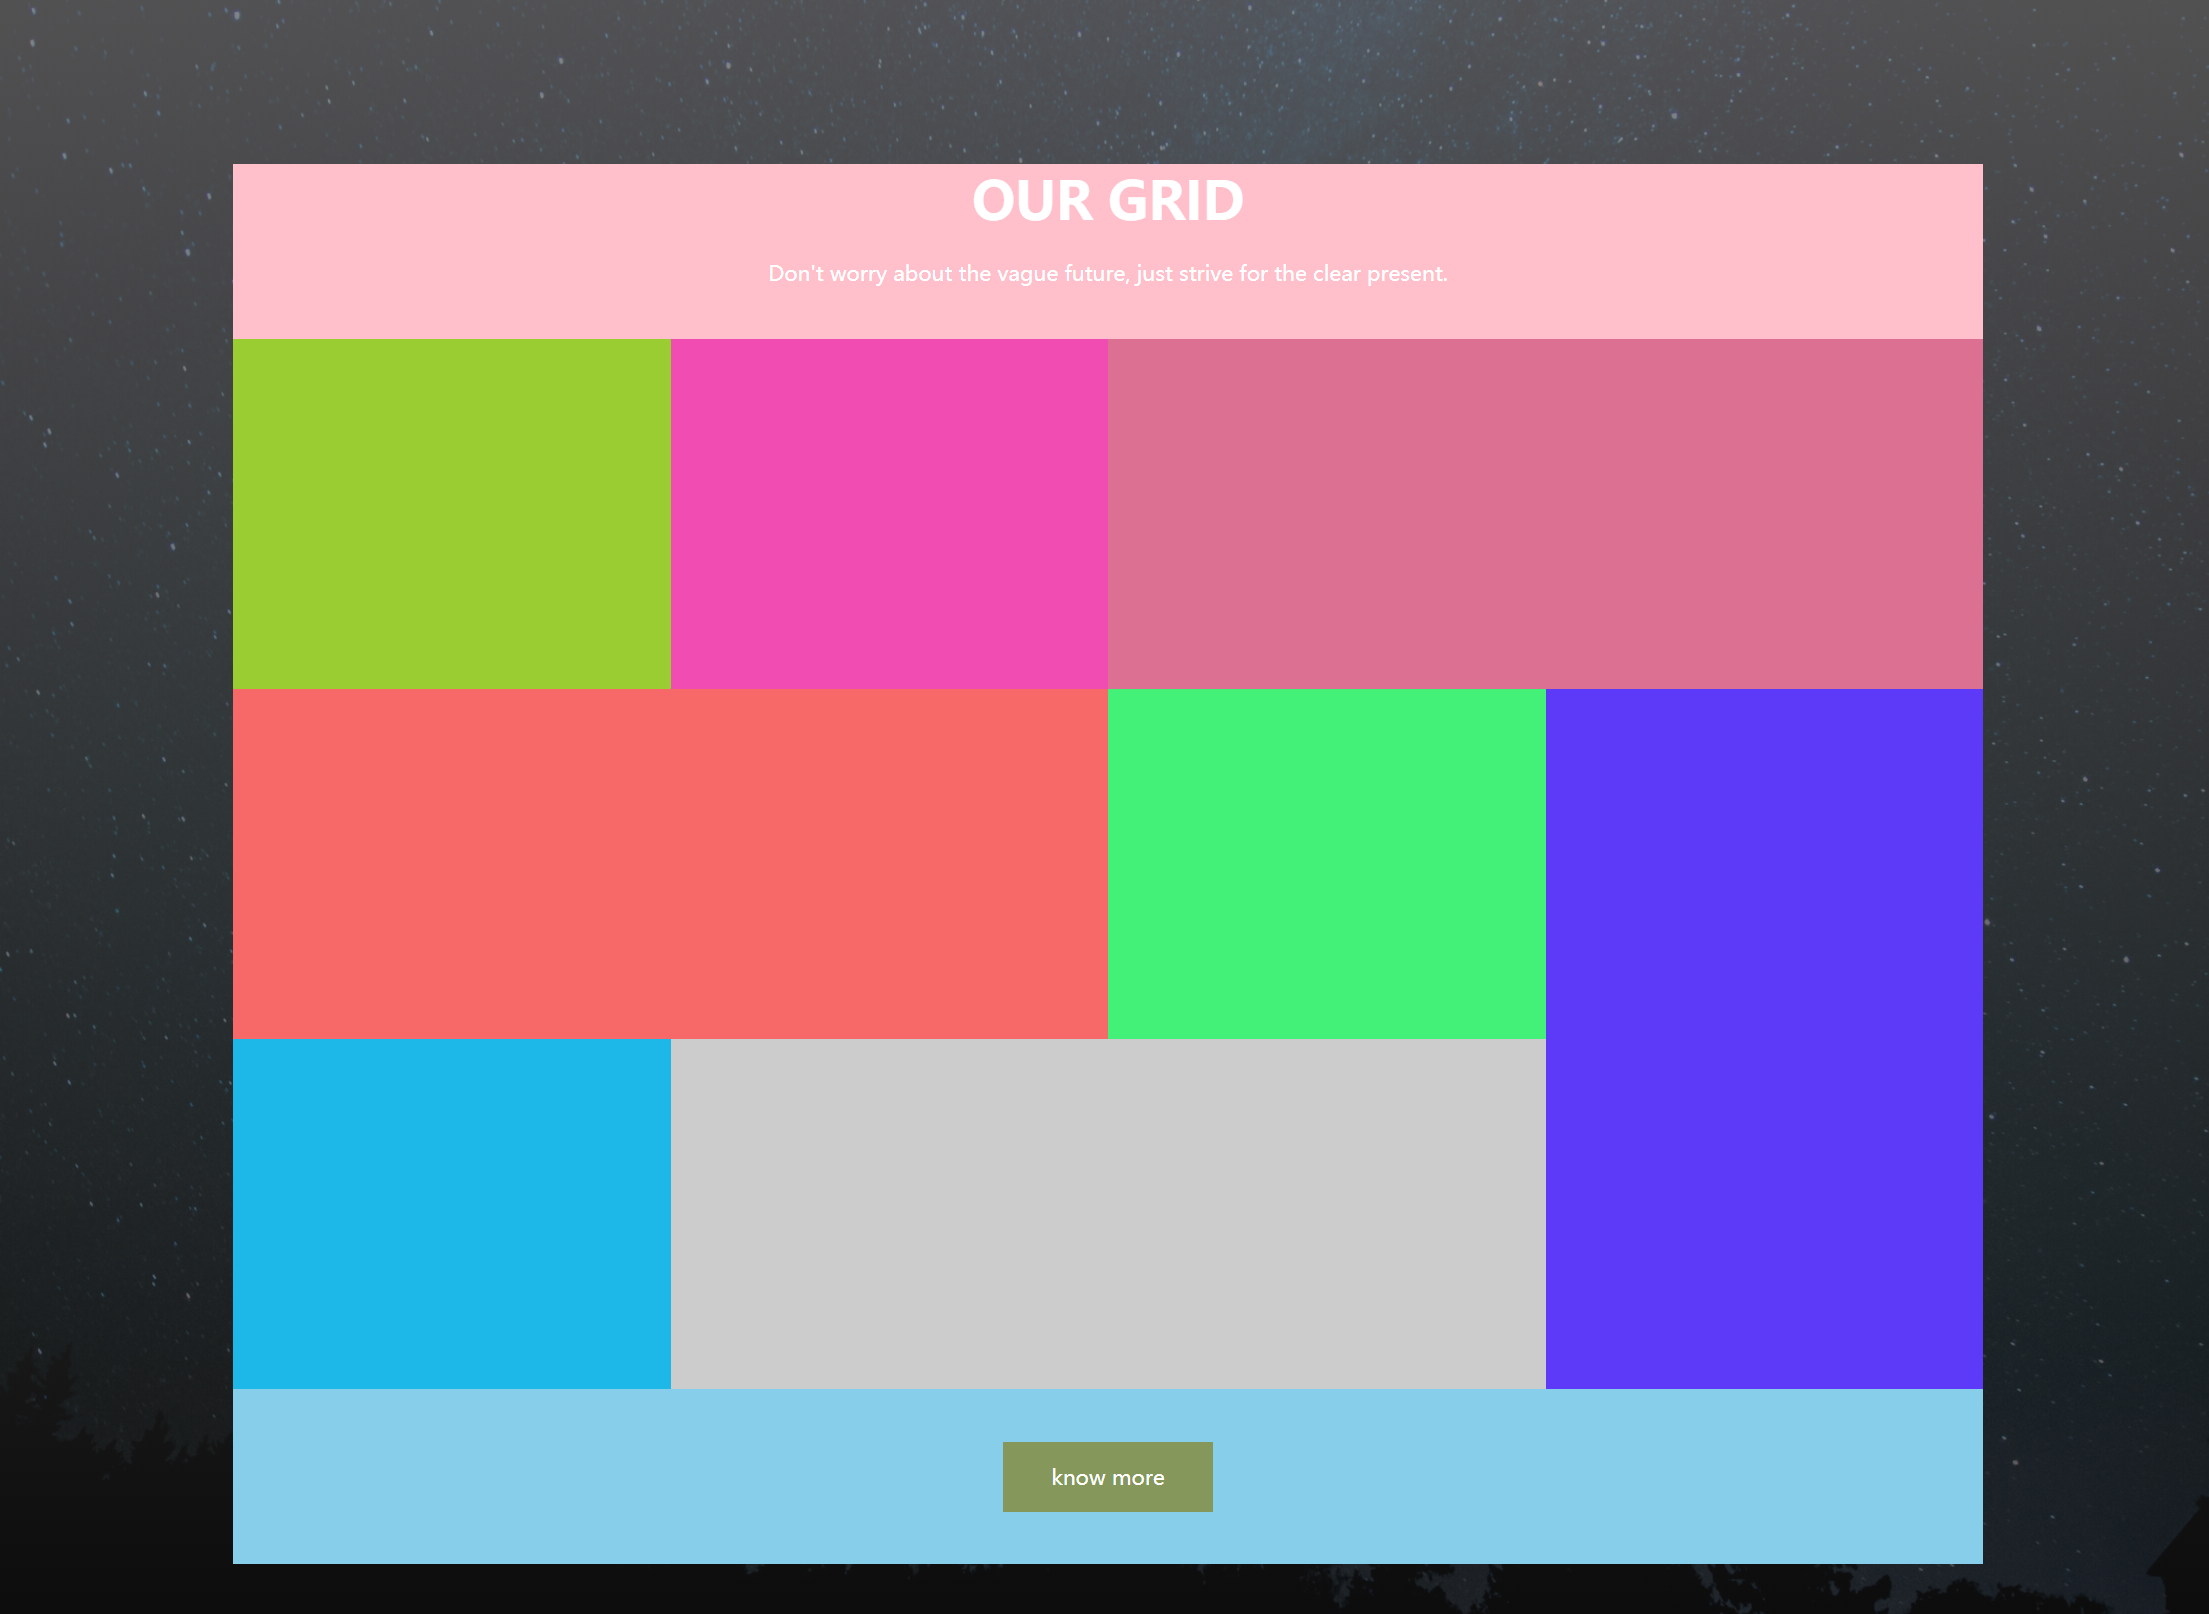 OUR GRID
Don't worry about the vague future, just strive for the clear present.
know more